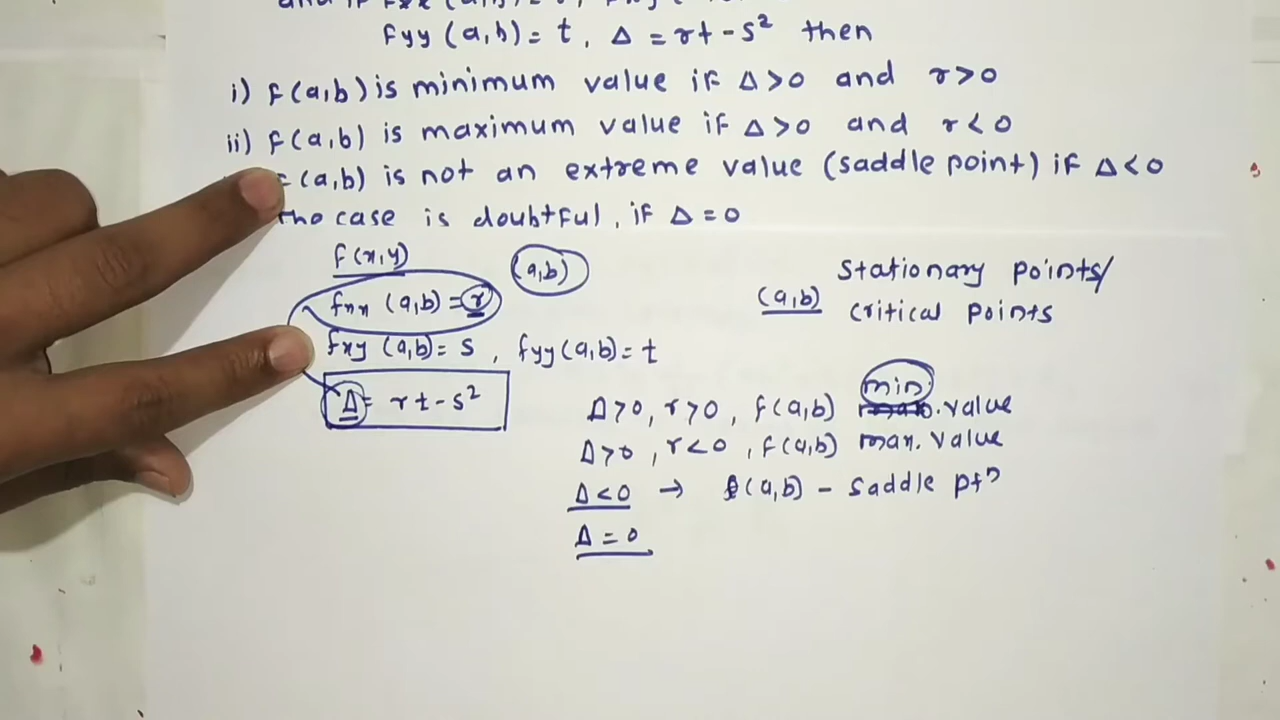 fyy (a,b) = t, Δ = rt - s² then
i) f(a,b) is minimum value if Δ>0 and r>0
ii) f(a,b) is maximum value if Δ>0 and r<0
f(a,b) is not an extreme value (saddle point) if Δ<0
The case is doubtful, if Δ=0
f(x,y)
(a,b)
Stationary points/
(a,b) critical points
fxx (a,b) = r
fxy (a,b) = s, fyy(a,b) = t
Δ = rt - s²
min
Δ>0, r>0, f(a,b) max. value
Δ>0, r<0, f(a,b) max. value
Δ<0 → f(a,b) - saddle pt
Δ = 0